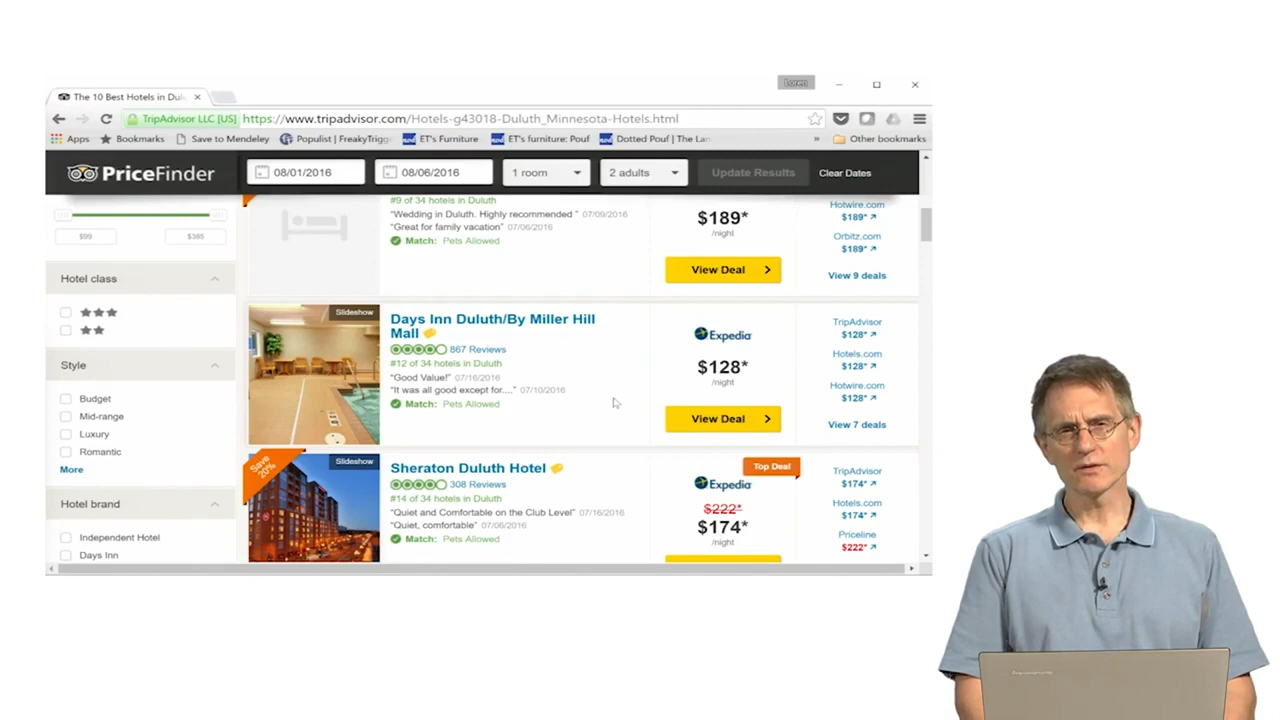 Loren
The 10 Best Hotels in Dulu
TripAdvisor LLC [US] https://www.tripadvisor.com/Hotels-g43018-Duluth_Minnesota-Hotels.html
Apps Bookmarks Save to Mendeley Populist | FreakyTrigg ET's Furniture ET's furniture: Pouf Dotted Pouf | The Lan » Other bookmarks
PriceFinder 08/01/2016 08/06/2016 1 room 2 adults Update Results Clear Dates
$99 $385
Hotel class
Style
Budget
Mid-range
Luxury
Romantic
More
Hotel brand
Independent Hotel
Days Inn
#9 of 34 hotels in Duluth
“Wedding in Duluth. Highly recommended ” 07/09/2016
“Great for family vacation” 07/06/2016
Match: Pets Allowed
$189*
/night
View Deal
Hotwire.com
$189*
Orbitz.com
$189*
View 9 deals
Slideshow
Days Inn Duluth/By Miller Hill
Mall
867 Reviews
#12 of 34 hotels in Duluth
“Good Value!” 07/16/2016
“It was all good except for....” 07/10/2016
Match: Pets Allowed
Expedia
$128*
/night
View Deal
TripAdvisor
$128*
Hotels.com
$128*
Hotwire.com
$128*
View 7 deals
Save
20%
Slideshow
Sheraton Duluth Hotel
308 Reviews
#14 of 34 hotels in Duluth
“Quiet and Comfortable on the Club Level” 07/16/2016
“Quiet, comfortable” 07/06/2016
Match: Pets Allowed
Top Deal
Expedia
$222*
$174*
/night
TripAdvisor
$174*
Hotels.com
$174*
Priceline
$222*